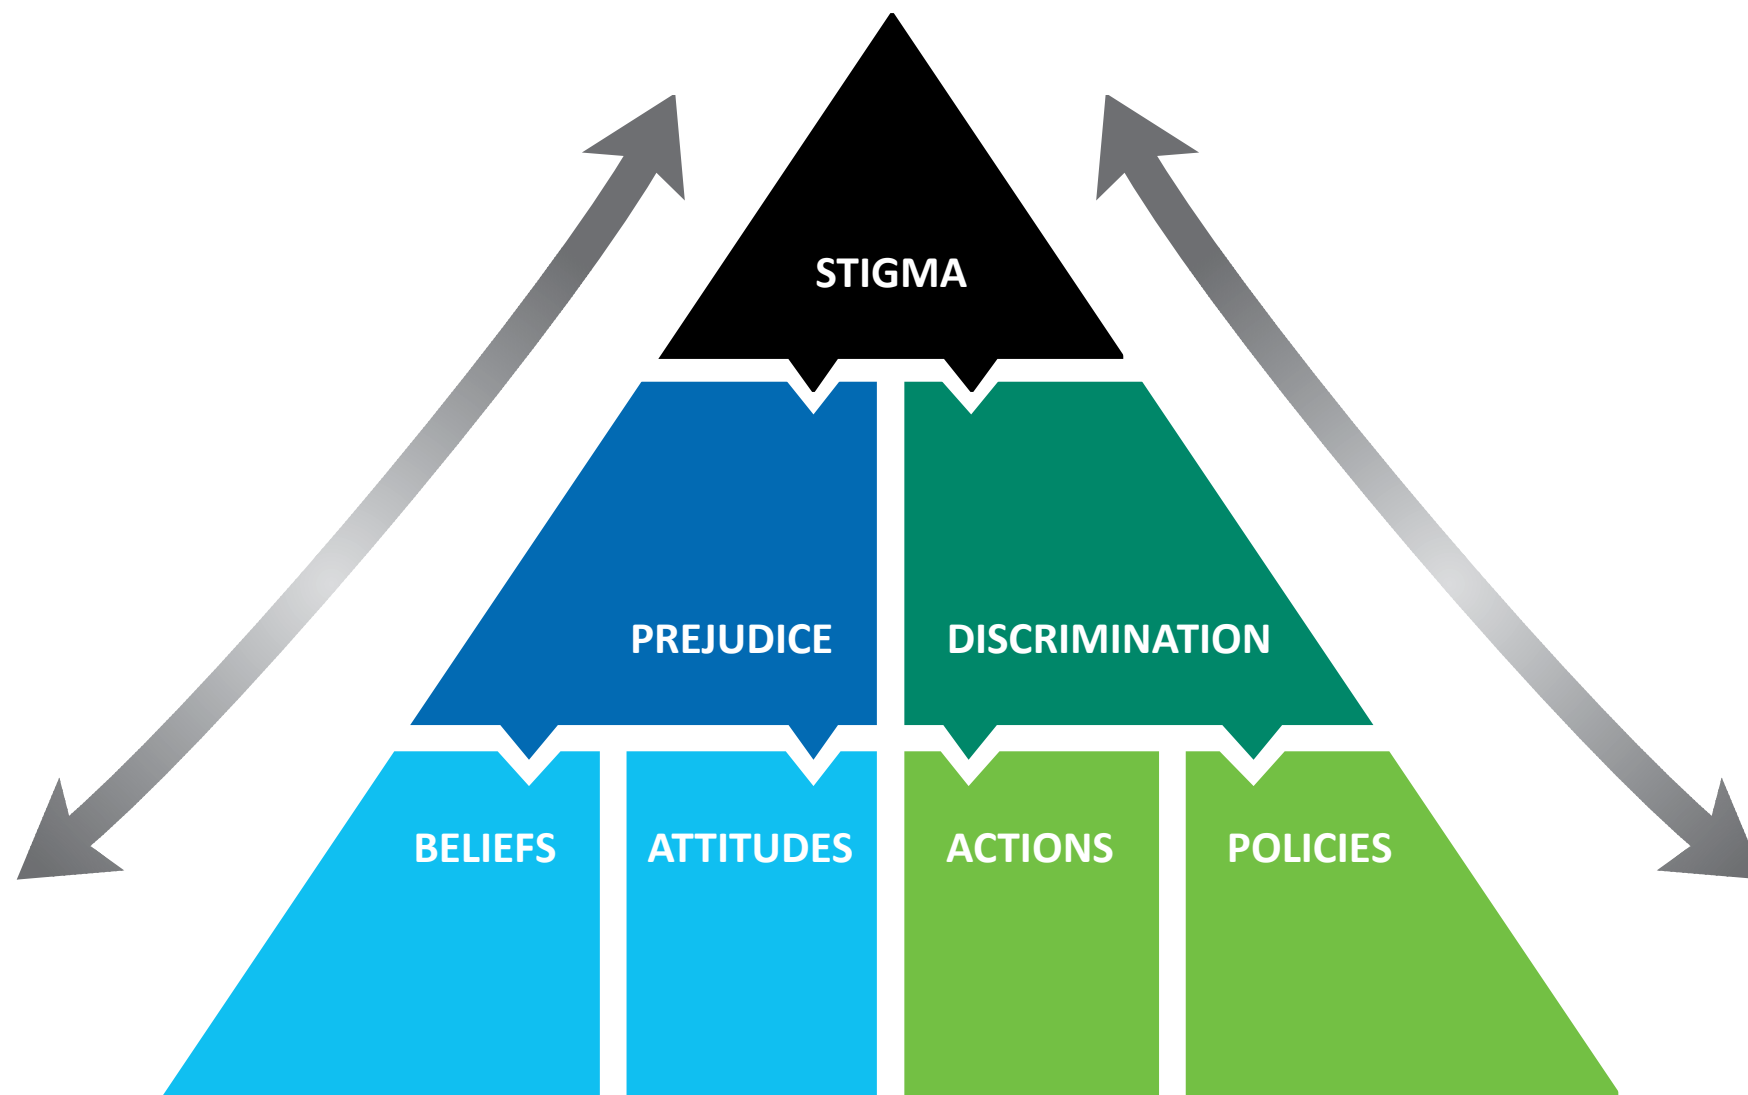 STIGMA
PREJUDICE
DISCRIMINATION
BELIEFS
ATTITUDES
ACTIONS
POLICIES